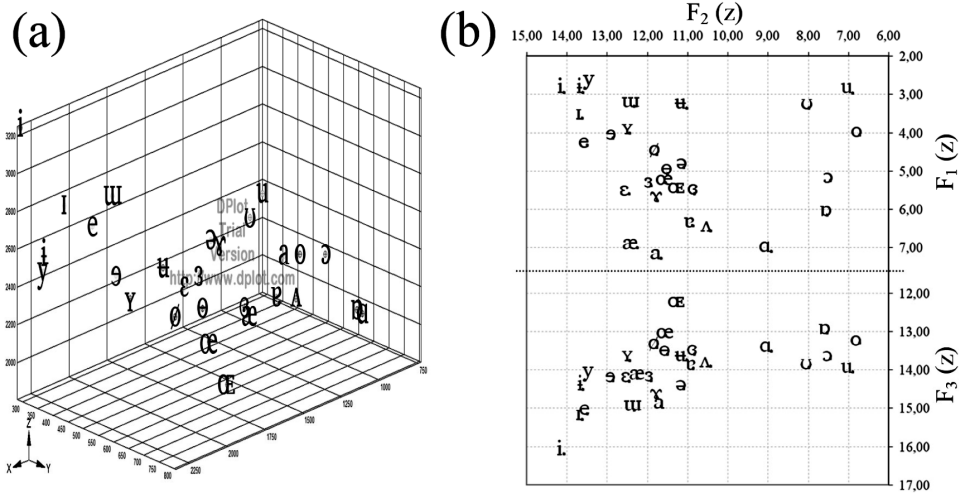 (a)
i
3200
3000
2800
2600
2400
2200
2000
ɪ
ɯ
e
ɨ
y
ɘ
ʏ
ʉ
u
ʊ
DPlot
Trial
Version
http://www.dplot.com
ə
ɤ
a
o
ɔ
ɛ
ɜ
ø
ɵ
æ
œ
ɶ
ɐ
ʌ
ɒ
ɑ
300
350
400
450
500
550
600
650
700
750
800
2250
2000
1750
1500
1250
1000
750
Z
X
Y
(b)
F2 (z)
15,00 14,00 13,00 12,00 11,00 10,00 9,00 8,00 7,00 6,00
2,00
3,00
4,00
5,00
6,00
7,00
F1 (z)
i ɨ y ɯ ʉ ʊ u
ɪ
e ɘ ʏ o
ø
ɵ ə
ɛ ɜ œ ɶ ɞ ɔ
ɤ
ɐ ʌ ɒ
æ a ɑ
12,00
13,00
14,00
15,00
16,00
17,00
F3 (z)
ɶ
œ ɒ
ø ɵ ɞ ɑ o
ʏ ʉ ɐ ʌ ɔ ʊ u
y ɨ ɘ ɛ æ ɜ ə
ɤ
ɪ e ɯ a
i